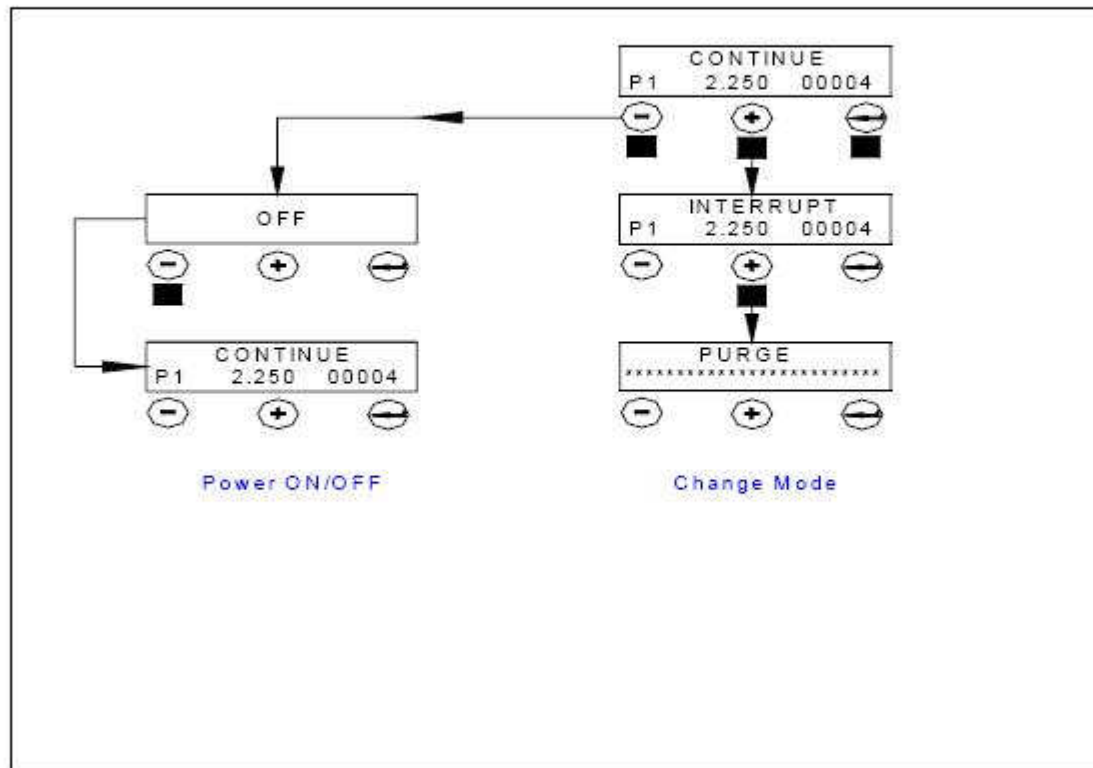 CONTINUE
P1 2.250 00004
OFF
INTERRUPT
P1 2.250 00004
CONTINUE
P1 2.250 00004
PURGE
*************************
Power ON/OFF
Change Mode